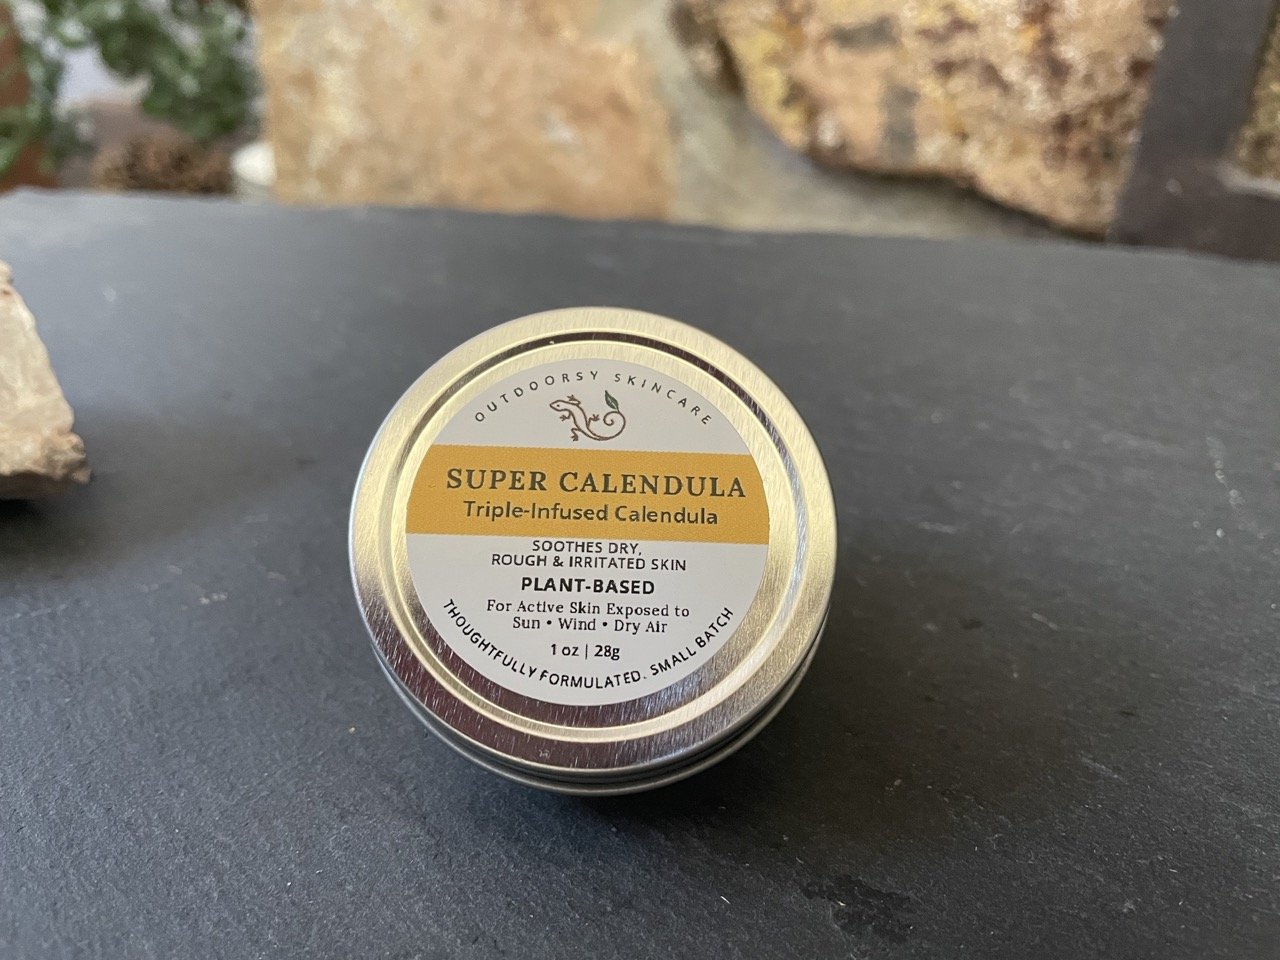 OUTDOORSY SKINCARE
SUPER CALENDULA
Triple-Infused Calendula
SOOTHES DRY,
ROUGH & IRRITATED SKIN
PLANT-BASED
For Active Skin Exposed to
Sun • Wind • Dry Air
1 oz | 28g
THOUGHTFULLY FORMULATED. SMALL BATCH